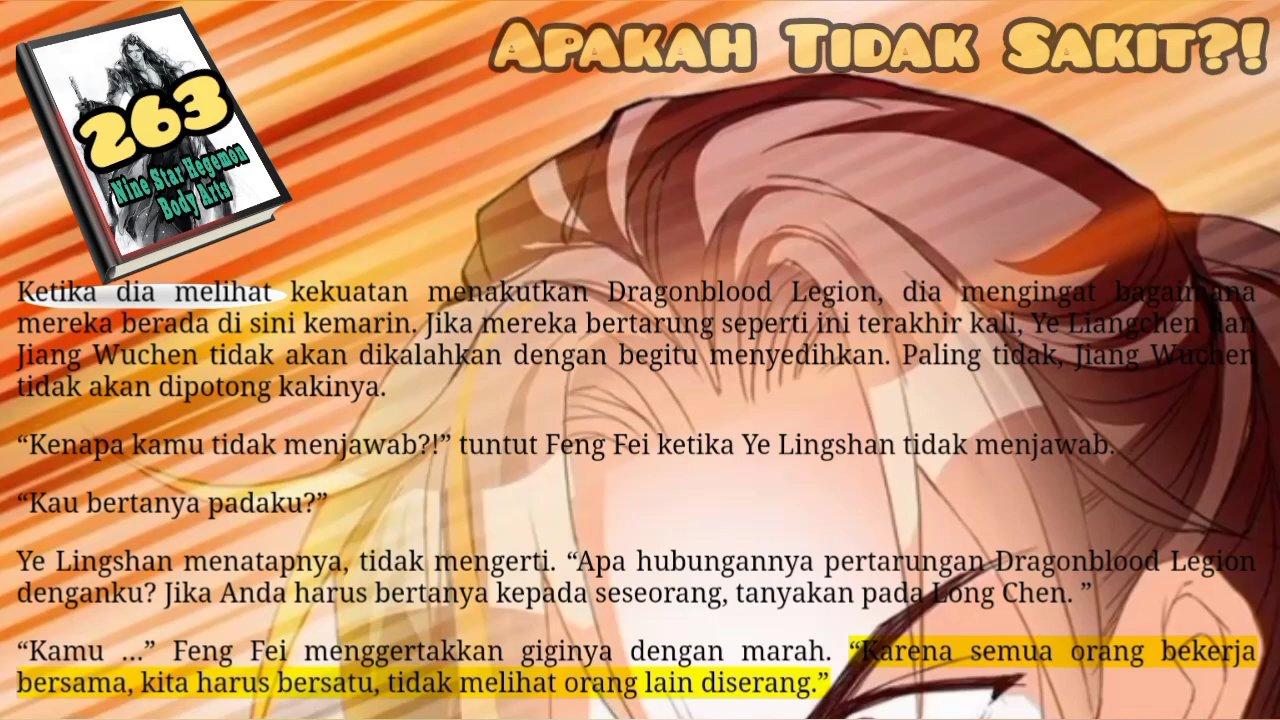 APAKAH TIDAK SAKIT?!
263
Nine Star Hegemon
Body Arts
Ketika dia melihat kekuatan menakutkan Dragonblood Legion, dia mengingat bagaimana
mereka berada di sini kemarin. Jika mereka bertarung seperti ini terakhir kali, Ye Liangchen dan
Jiang Wuchen tidak akan dikalahkan dengan begitu menyedihkan. Paling tidak, Jiang Wuchen
tidak akan dipotong kakinya.
“Kenapa kamu tidak menjawab?!” tuntut Feng Fei ketika Ye Lingshan tidak menjawab.
“Kau bertanya padaku?”
Ye Lingshan menatapnya, tidak mengerti. “Apa hubungannya pertarungan Dragonblood Legion
denganku? Jika Anda harus bertanya kepada seseorang, tanyakan pada Long Chen. ”
“Kamu ...” Feng Fei menggertakkan giginya dengan marah. “Karena semua orang bekerja
bersama, kita harus bersatu, tidak melihat orang lain diserang.”